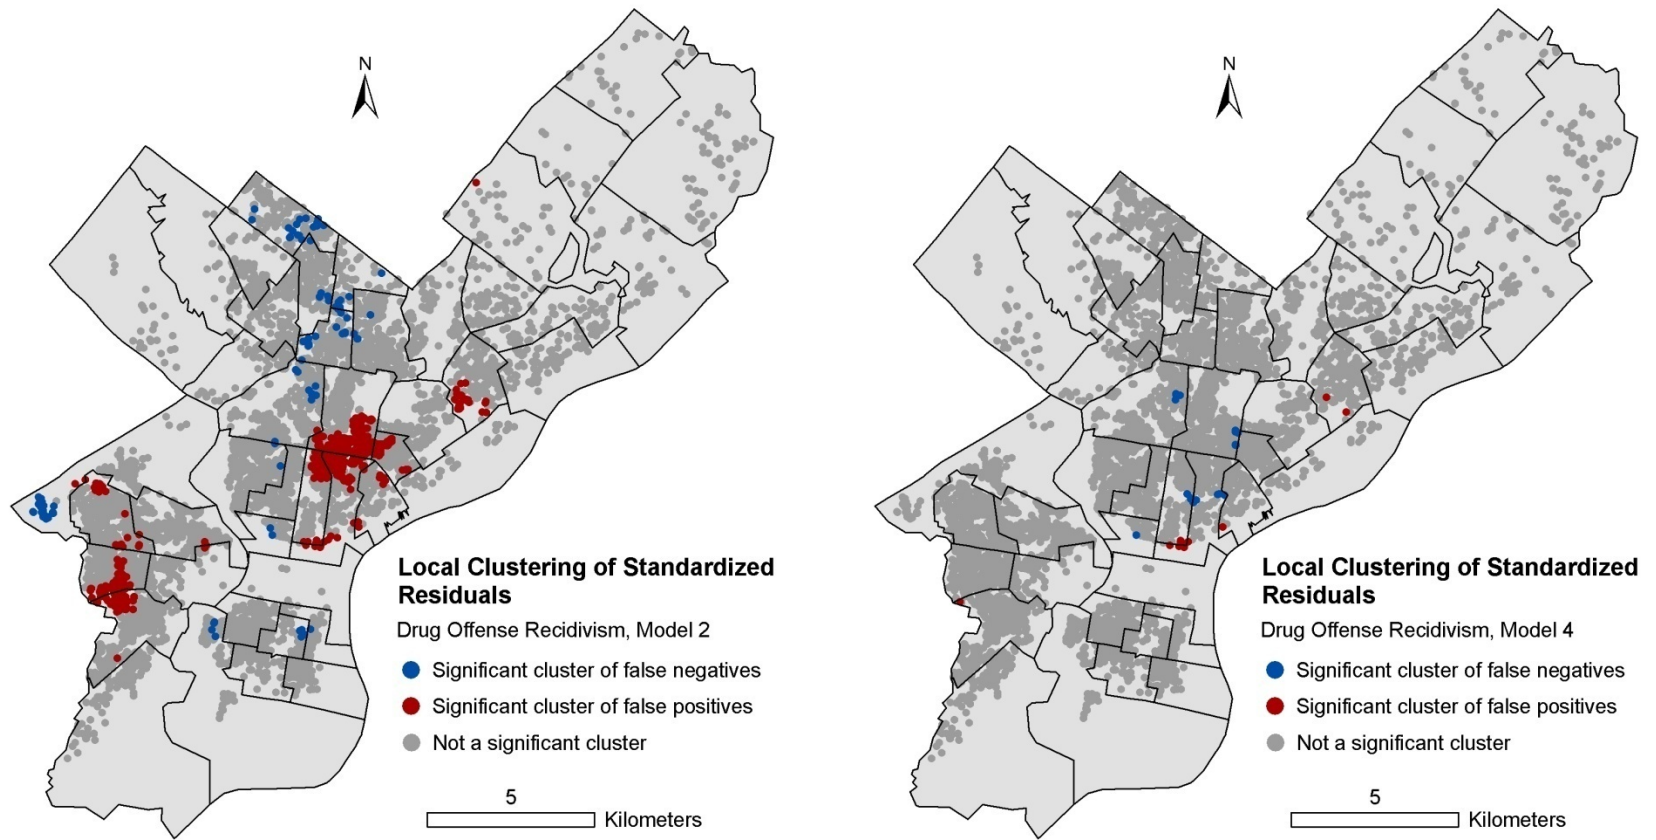 N
Local Clustering of Standardized
Residuals
Drug Offense Recidivism, Model 2
Significant cluster of false negatives
Significant cluster of false positives
Not a significant cluster
5
Kilometers
N
Local Clustering of Standardized
Residuals
Drug Offense Recidivism, Model 4
Significant cluster of false negatives
Significant cluster of false positives
Not a significant cluster
5
Kilometers